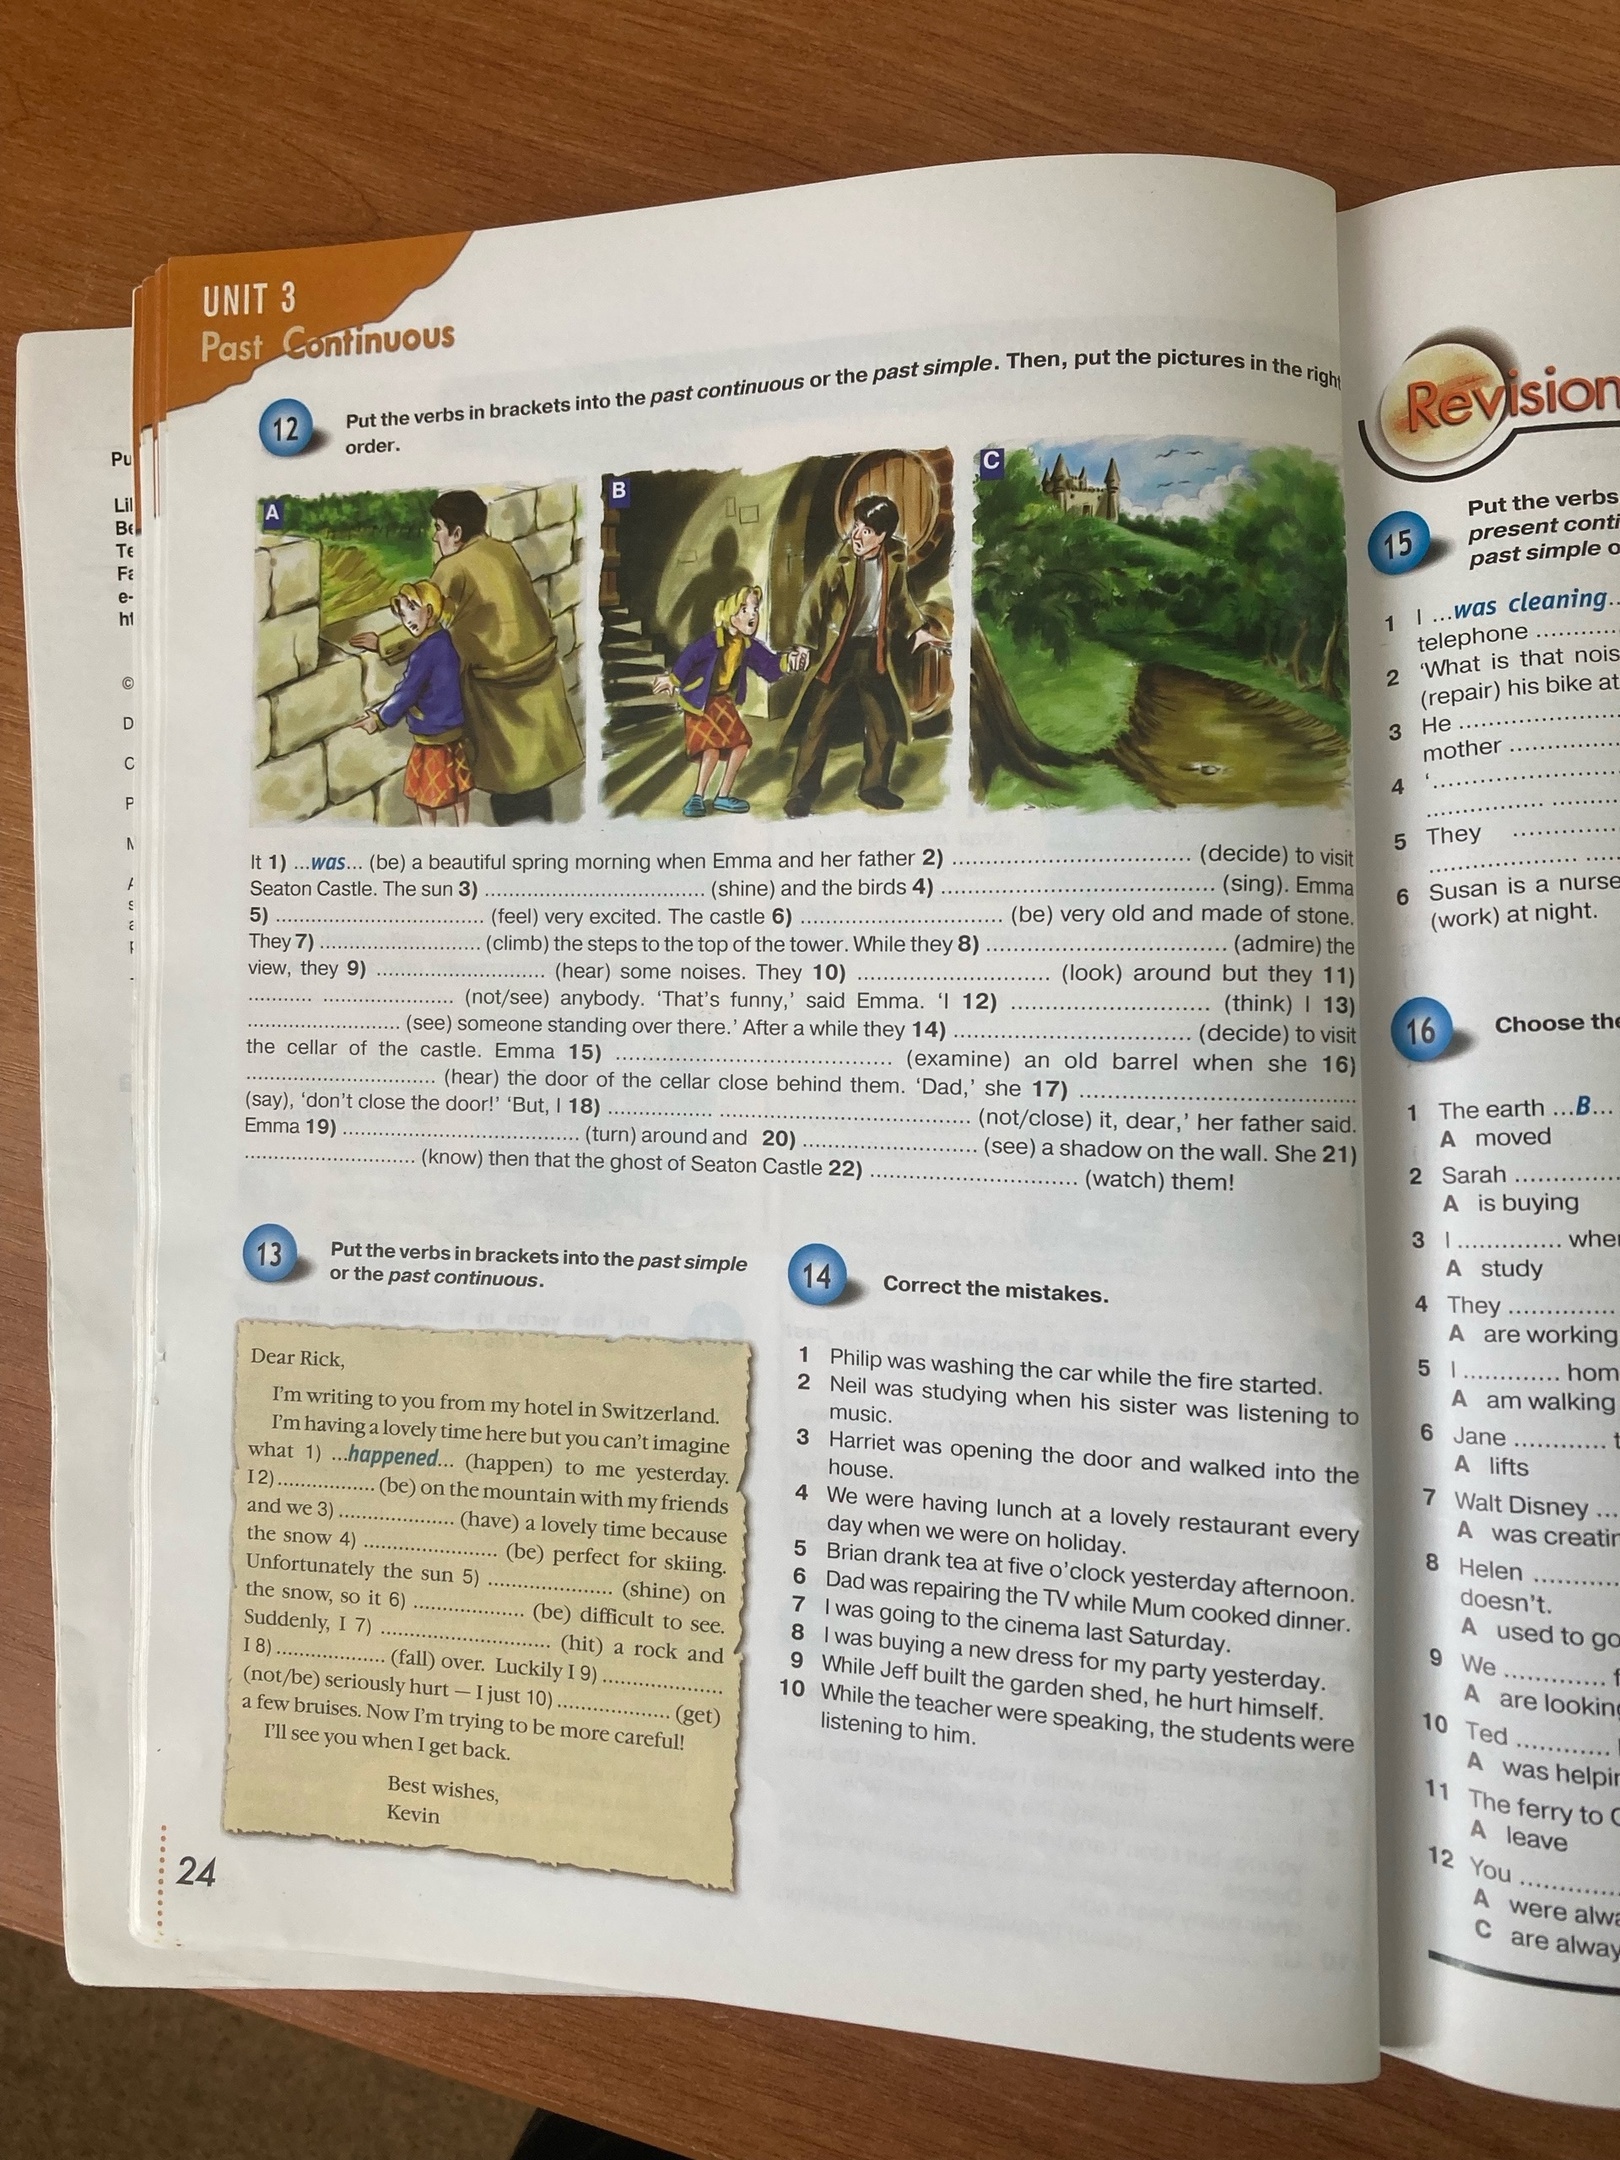 UNIT 3
Past Continuous
12 Put the verbs in brackets into the past continuous or the past simple. Then, put the pictures in the right
order.
A
B
C
It 1) ...was... (be) a beautiful spring morning when Emma and her father 2) ........................................ (decide) to visit
Seaton Castle. The sun 3) ...................................... (shine) and the birds 4) .............................................. (sing). Emma
5) ................................... (feel) very excited. The castle 6) .................................. (be) very old and made of stone.
They 7) ........................... (climb) the steps to the top of the tower. While they 8) ........................................ (admire) the
view, they 9) ............................ (hear) some noises. They 10) ................................ (look) around but they 11)
........... ...................... (not/see) anybody. ‘That’s funny,’ said Emma. ‘I 12) .................................. (think) I 13)
.......................... (see) someone standing over there.’ After a while they 14) ........................................ (decide) to visit
the cellar of the castle. Emma 15) .............................................. (examine) an old barrel when she 16)
................................ (hear) the door of the cellar close behind them. ‘Dad,’ she 17) ..............................................
(say), ‘don’t close the door!’ ‘But, I 18) ................. .......................................... (not/close) it, dear,’ her father said.
Emma 19) ........................................ (turn) around and 20) .............................. (see) a shadow on the wall. She 21)
............................. (know) then that the ghost of Seaton Castle 22) ................................... (watch) them!
13 Put the verbs in brackets into the past simple
or the past continuous.
Dear Rick,
I’m writing to you from my hotel in Switzerland.
I’m having a lovely time here but you can’t imagine
what 1) ...happened... (happen) to me yesterday.
I 2)................. (be) on the mountain with my friends
and we 3).................... (have) a lovely time because
the snow 4) ....................... (be) perfect for skiing.
Unfortunately the sun 5) ..................... (shine) on
the snow, so it 6) ................... (be) difficult to see.
Suddenly, I 7) ............................. (hit) a rock and
I 8)................... (fall) over. Luckily I 9).....................
(not/be) seriously hurt — I just 10).................... (get)
a few bruises. Now I’m trying to be more careful!
I’ll see you when I get back.
Best wishes,
Kevin
14 Correct the mistakes.
1 Philip was washing the car while the fire started.
2 Neil was studying when his sister was listening to
music.
3 Harriet was opening the door and walked into the
house.
4 We were having lunch at a lovely restaurant every
day when we were on holiday.
5 Brian drank tea at five o’clock yesterday afternoon.
6 Dad was repairing the TV while Mum cooked dinner.
7 I was going to the cinema last Saturday.
8 I was buying a new dress for my party yesterday.
9 While Jeff built the garden shed, he hurt himself.
10 While the teacher were speaking, the students were
listening to him.
24
Revision
15 Put the verbs
present conti
past simple o
1 I ...was cleaning..
telephone .............
2 ‘What is that nois
(repair) his bike at
3 He ........................
mother ...............
4 ‘..........................
.................. ..........
5 They ................
...................... .....
6 Susan is a nurse
(work) at night.
16 Choose the
1 The earth ...B...
A moved
2 Sarah ................
A is buying
3 I .............. when
A study
4 They ................
A are working
5 I ............. hom
A am walking
6 Jane ............ t
A lifts
7 Walt Disney ...
A was creatin
8 Helen ............
doesn’t.
A used to go
9 We ............ f
A are looking
10 Ted ............
A was helpin
11 The ferry to
A leave
12 You ..............
A were alwa
C are alway